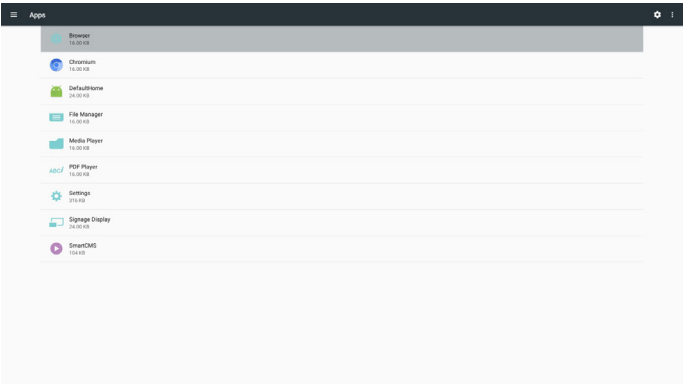 Apps
Browser
16.00 KB
Chromium
16.00 KB
DefaultHome
24.00 KB
File Manager
16.00 KB
Media Player
16.00 KB
ABC
PDF Player
16.00 KB
Settings
316 KB
Signage Display
24.00 KB
SmartCMS
104 KB